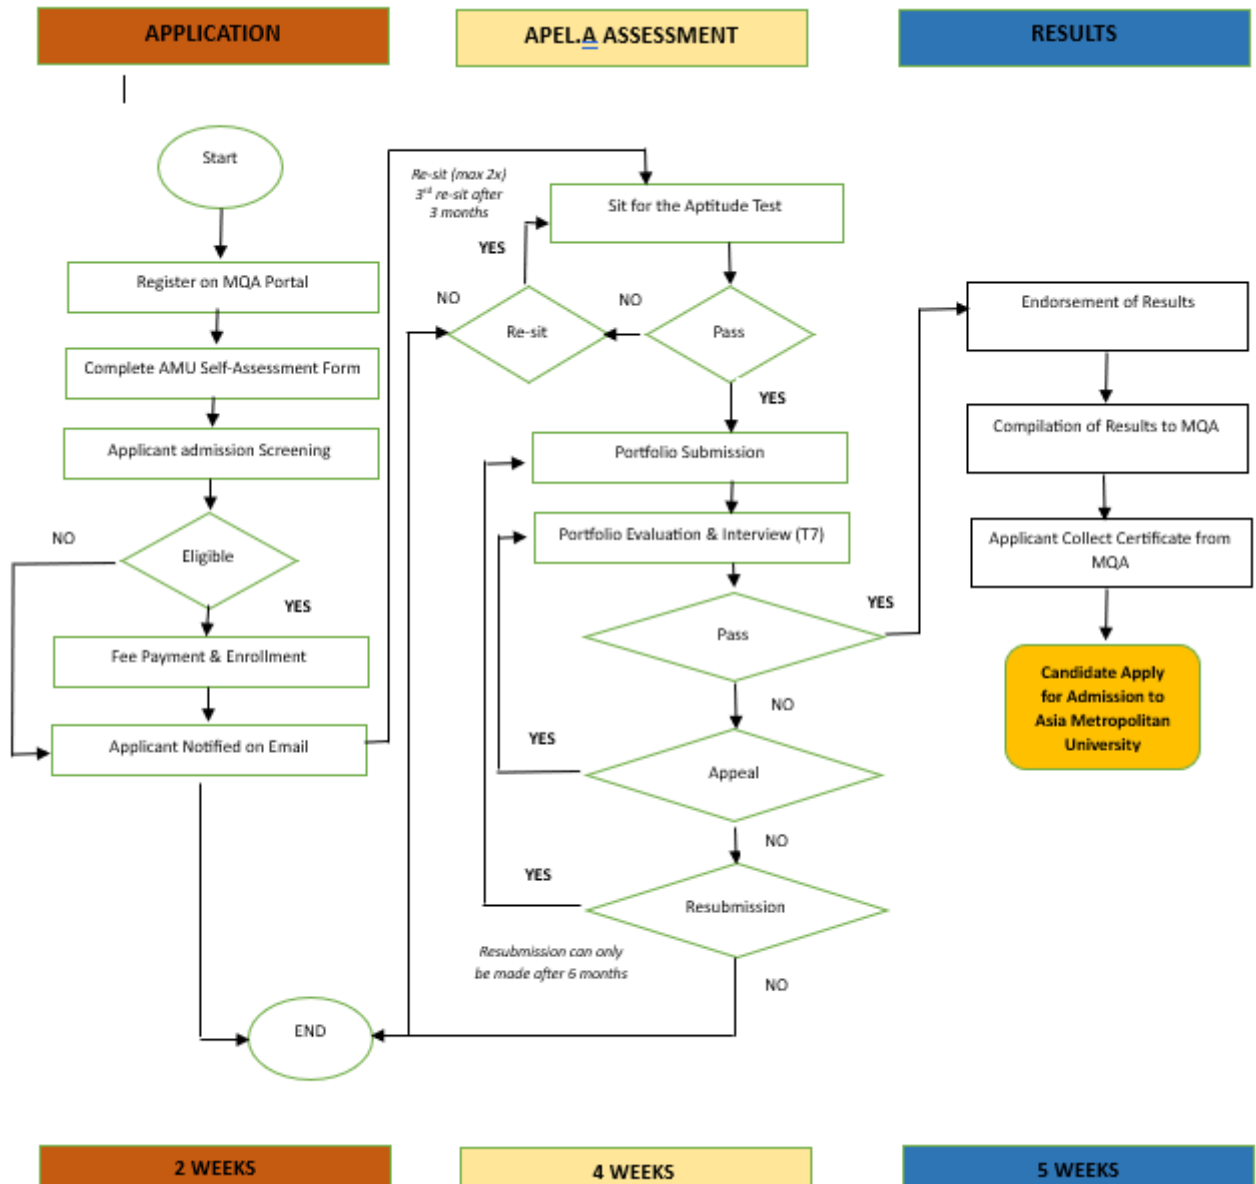 APPLICATION
APEL.A ASSESSMENT
RESULTS
Start
Register on MQA Portal
Complete AMU Self-Assessment Form
Applicant admission Screening
NO
Eligible
YES
Fee Payment & Enrollment
Applicant Notified on Email
END
Re-sit (max 2x)
3rd re-sit after
3 months
Sit for the Aptitude Test
YES
NO
Re-sit
NO
Pass
YES
Portfolio Submission
Portfolio Evaluation & Interview (T7)
Pass
YES
NO
YES
Appeal
NO
YES
Resubmission
Resubmission can only
be made after 6 months
NO
Endorsement of Results
Compilation of Results to MQA
Applicant Collect Certificate from
MQA
Candidate Apply
for Admission to
Asia Metropolitan
University
2 WEEKS
4 WEEKS
5 WEEKS